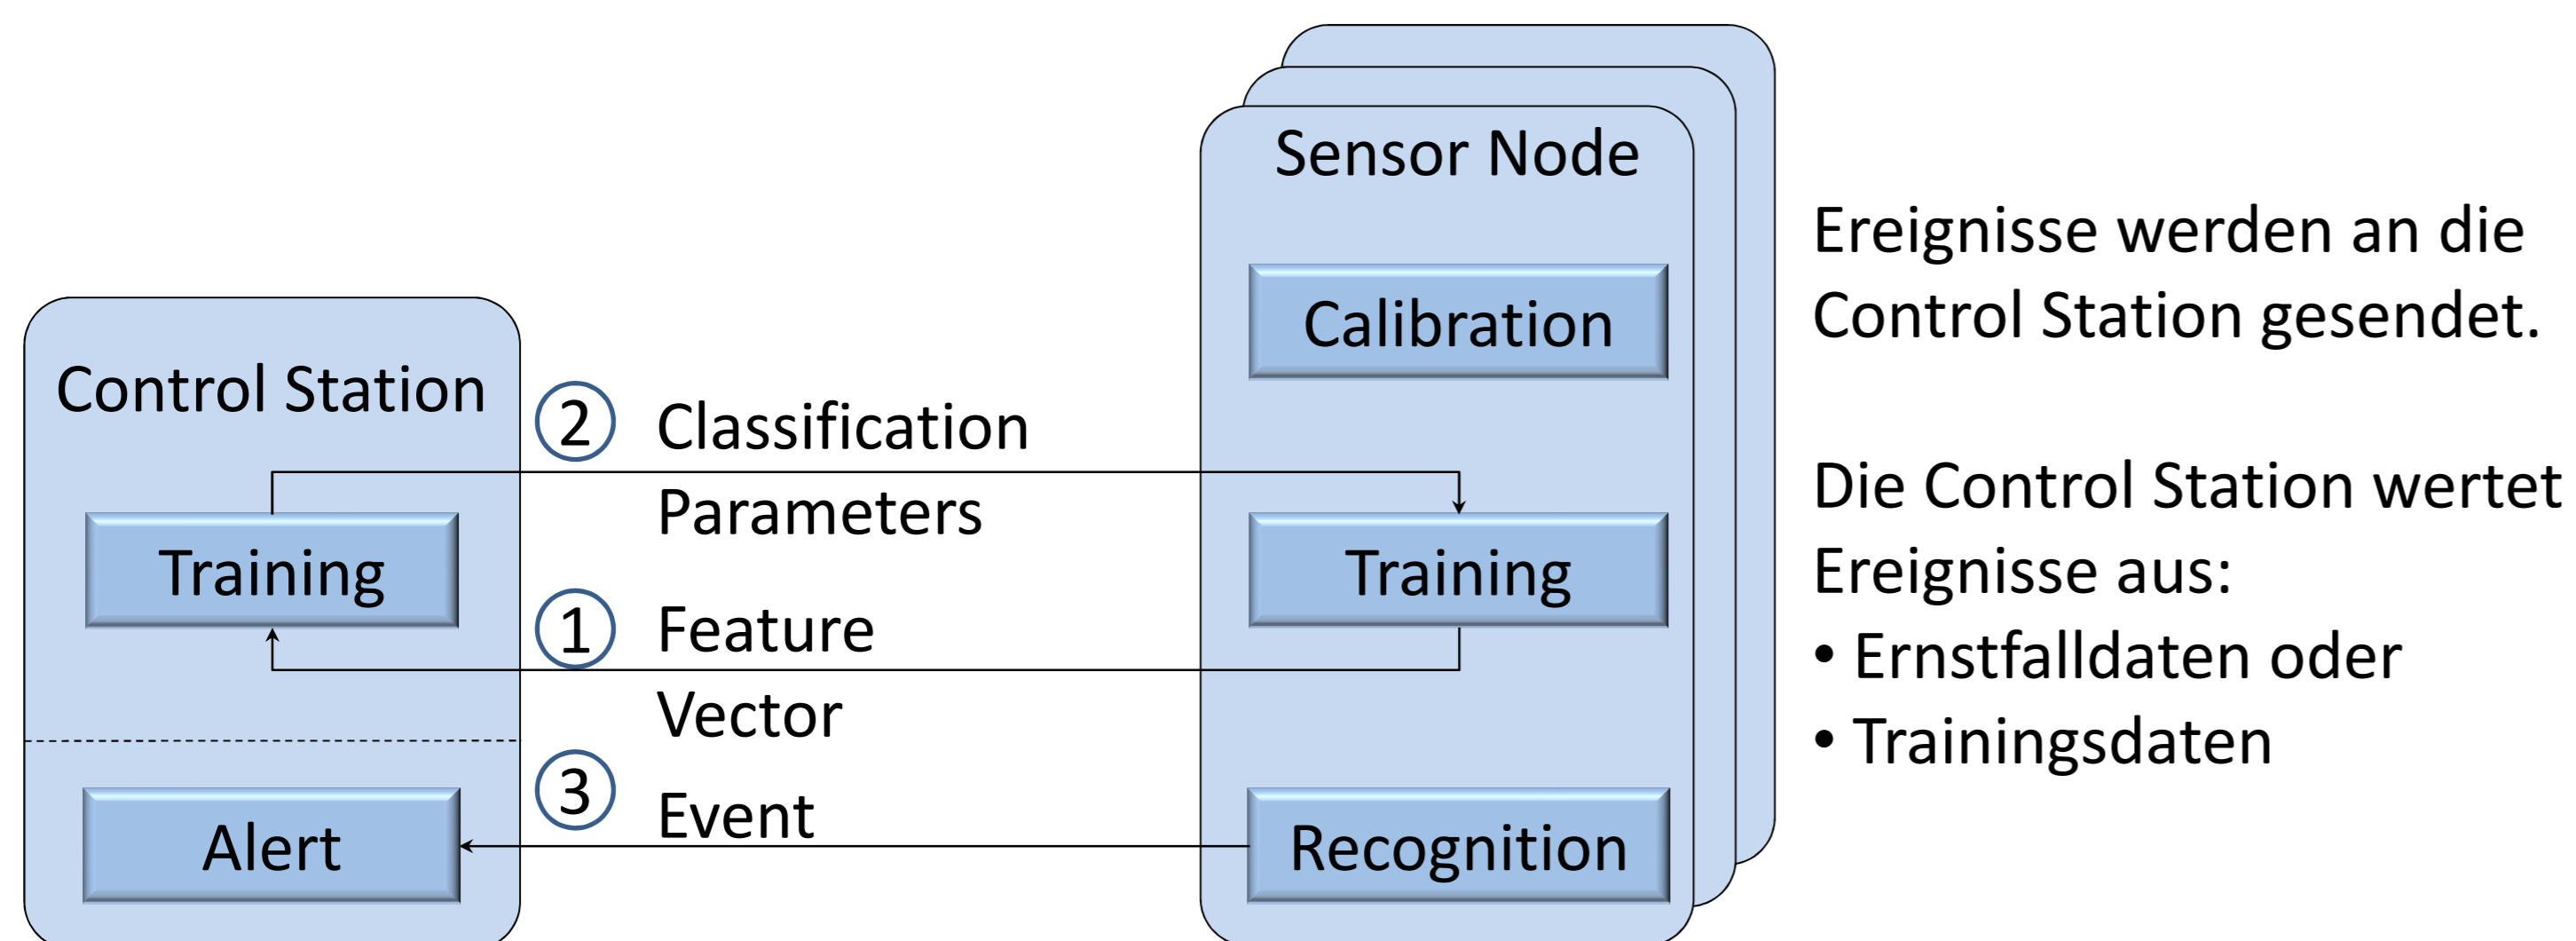 Control Station
Training
Alert
2
Classification
Parameters
1
Feature
Vector
3
Event
Sensor Node
Calibration
Training
Recognition
Ereignisse werden an die
Control Station gesendet.
Die Control Station wertet
Ereignisse aus:
• Ernstfalldaten oder
• Trainingsdaten